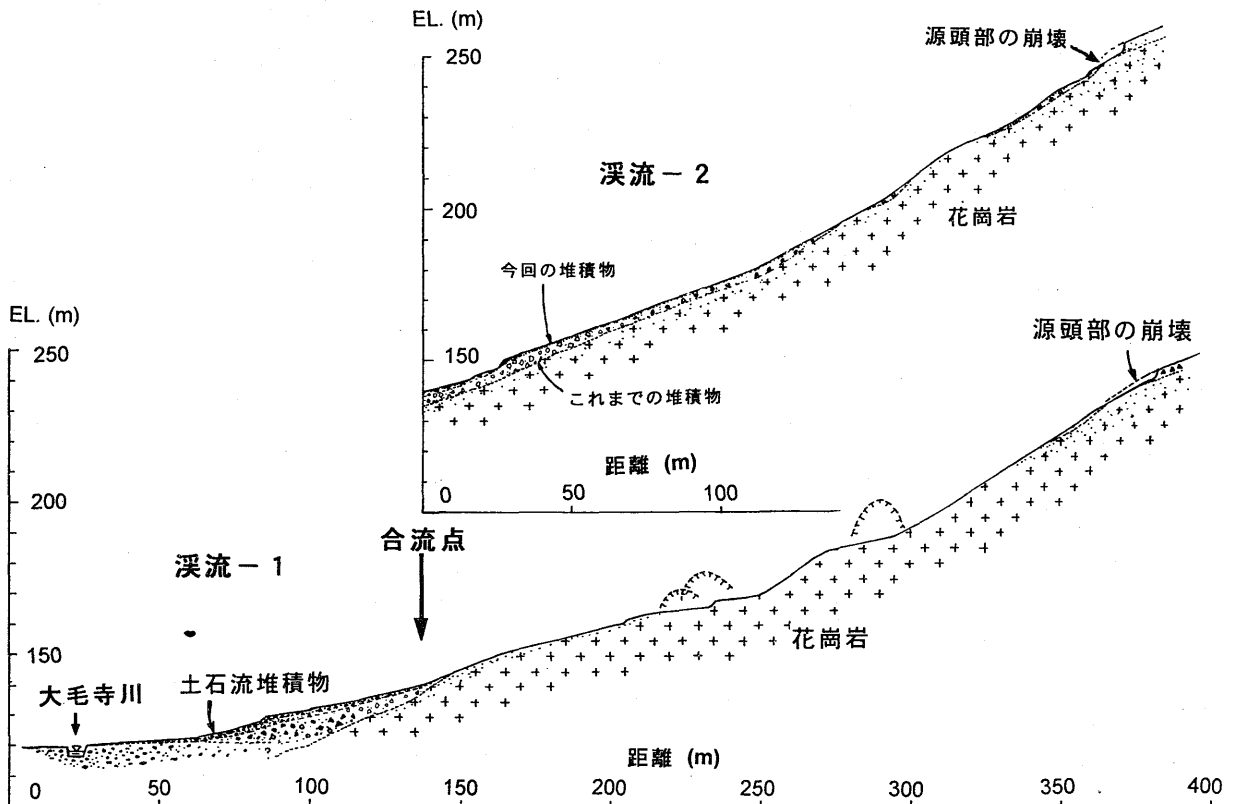 EL. (m)
250
源頭部の崩壊
渓流－2
200
花崗岩
今回の堆積物
EL. (m)
250
150
源頭部の崩壊
これまでの堆積物
距離 (m)
0
50
100
200
合流点
渓流－1
花崗岩
150
大毛寺川
土石流堆積物
?
距離 (m)
0
50
100
150
200
250
300
350
400